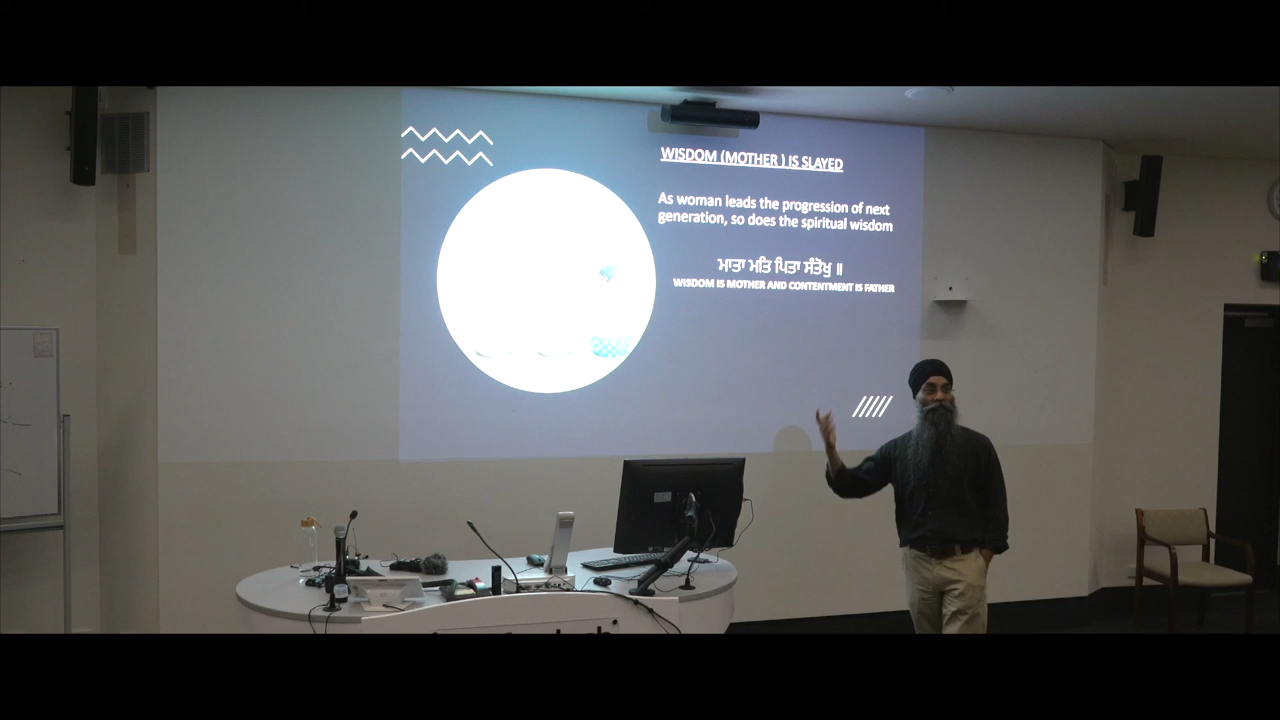 WISDOM (MOTHER ) IS SLAYED
As woman leads the progression of next
generation, so does the spiritual wisdom
ਮਾਤਾ ਮਤਿ ਪਿਤਾ ਸੰਤੋਖੁ ॥
WISDOM IS MOTHER AND CONTENTMENT IS FATHER